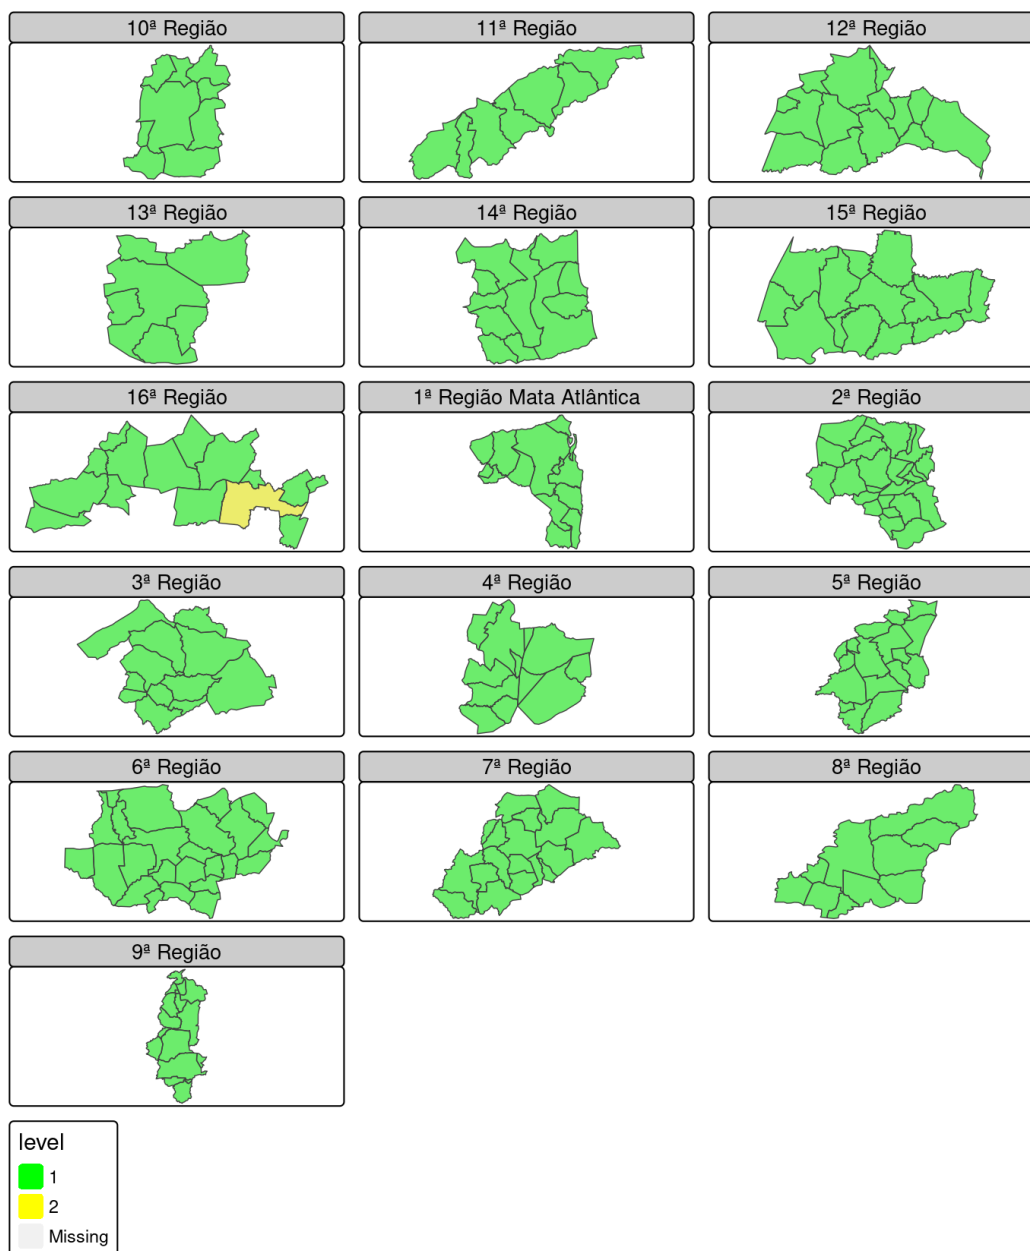 10ª Região
11ª Região
12ª Região
13ª Região
14ª Região
15ª Região
16ª Região
1ª Região Mata Atlântica
2ª Região
3ª Região
4ª Região
5ª Região
6ª Região
7ª Região
8ª Região
9ª Região
level
1
2
Missing